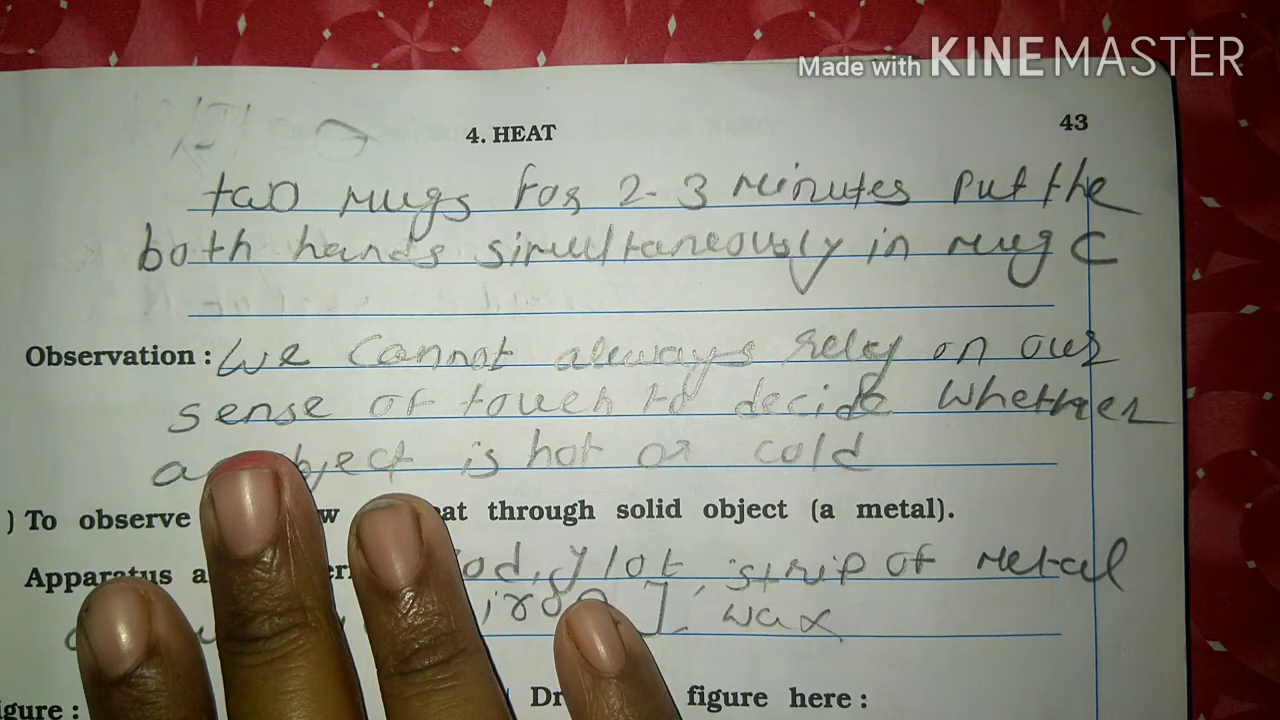 Made with KINEMASTER
4. HEAT 43
two mugs for 2-3 minutes put the
both hands simultaneously in mug C
Observation : We cannot always rely on our
sense of touch to decide whether
is hot or cold
) To observe through solid object (a metal).
Apparatus strip of metal
wax
figure here :